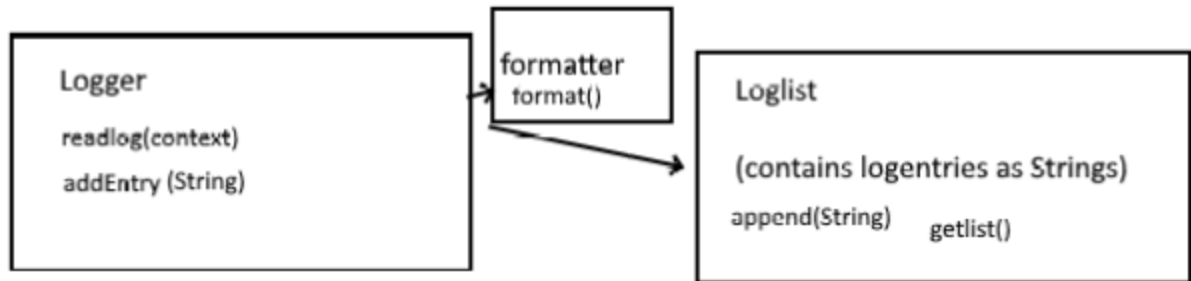 Logger
readlog(context)
addEntry (String)
formatter
format()
Loglist
(contains logentries as Strings)
append(String)
getlist()